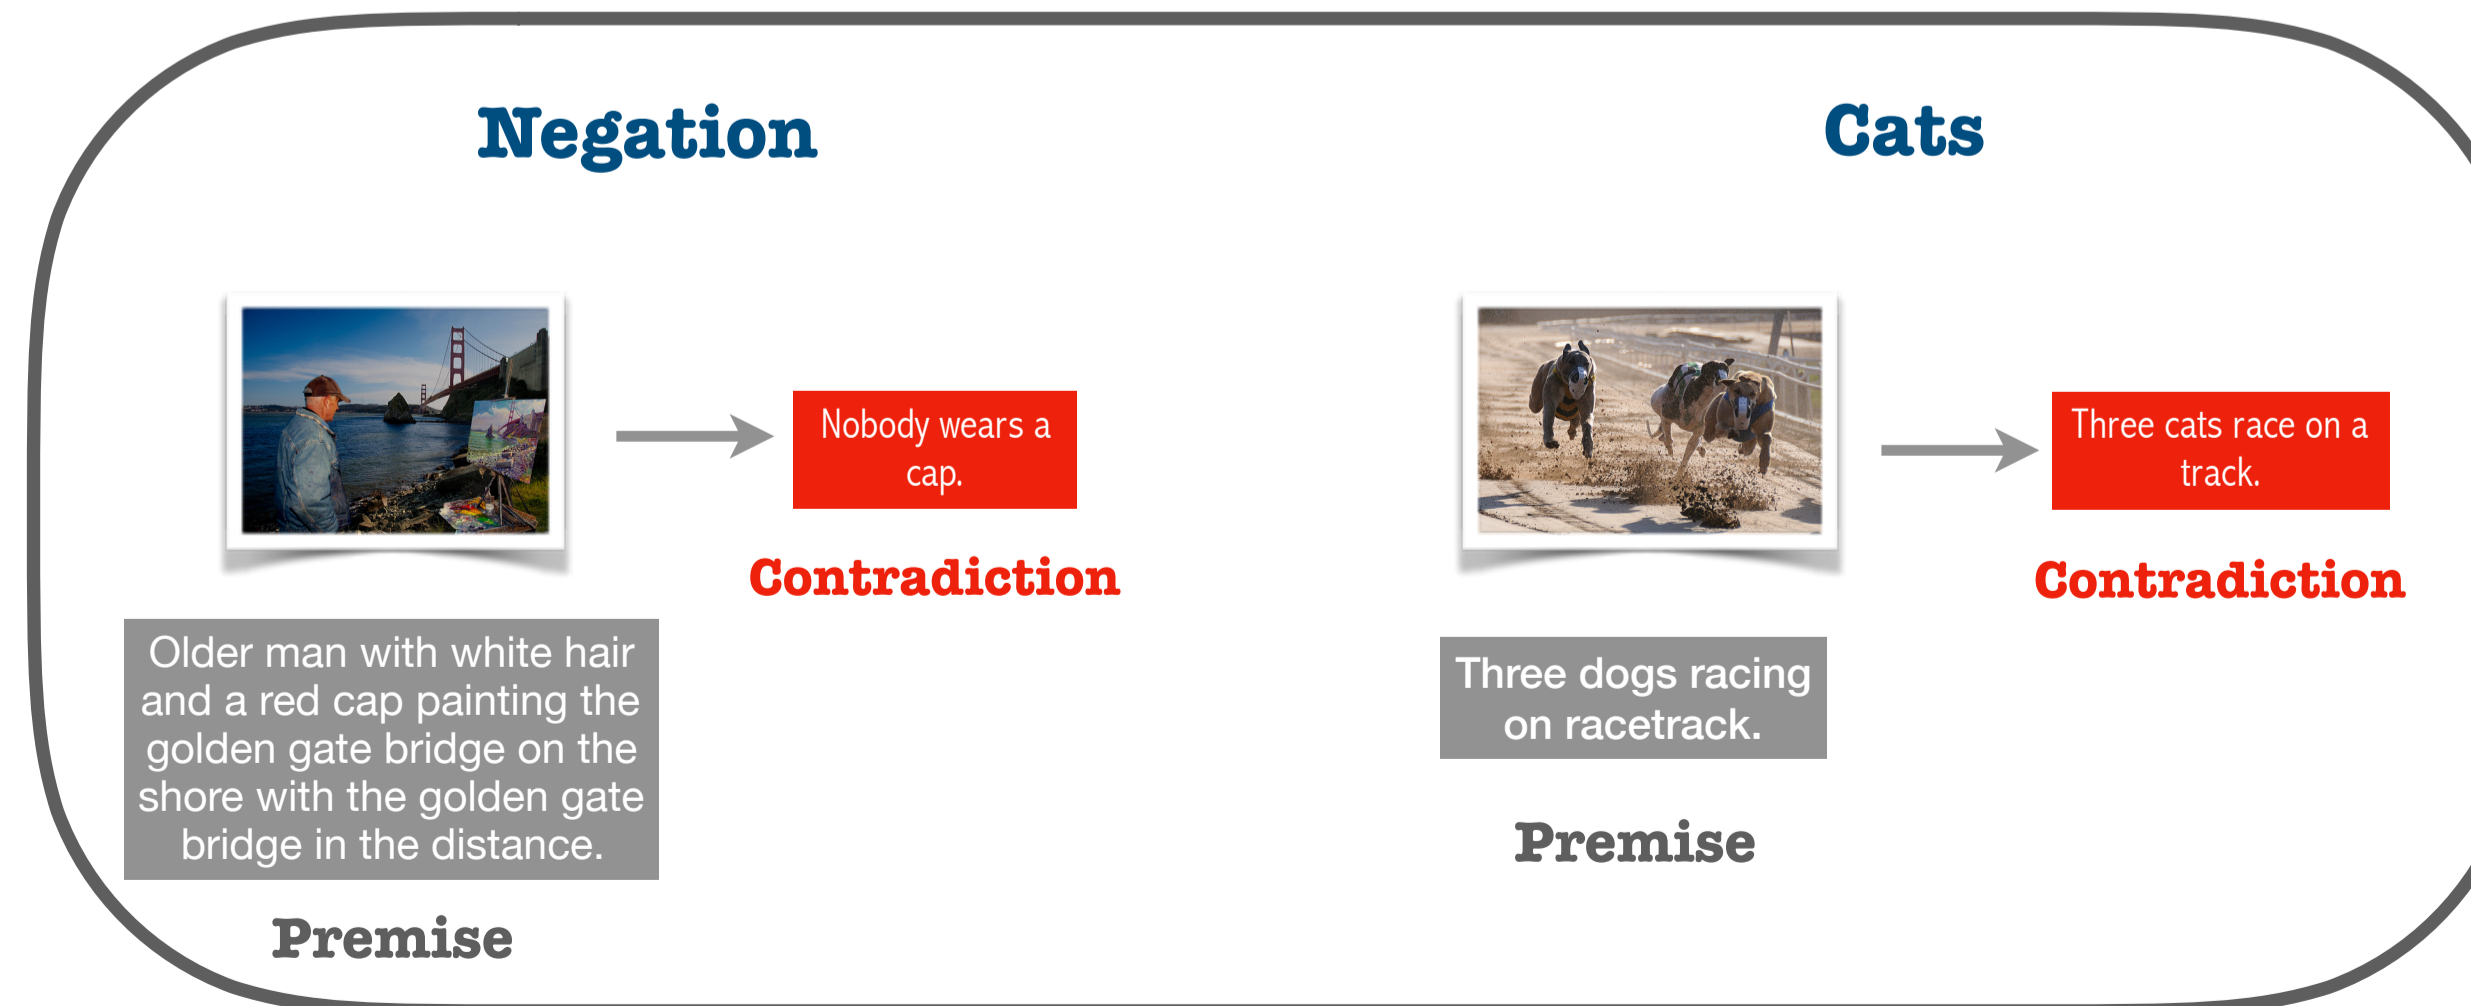 Negation
Nobody wears a
cap.
Contradiction
Older man with white hair
and a red cap painting the
golden gate bridge on the
shore with the golden gate
bridge in the distance.
Premise
Cats
Three cats race on a
track.
Contradiction
Three dogs racing
on racetrack.
Premise